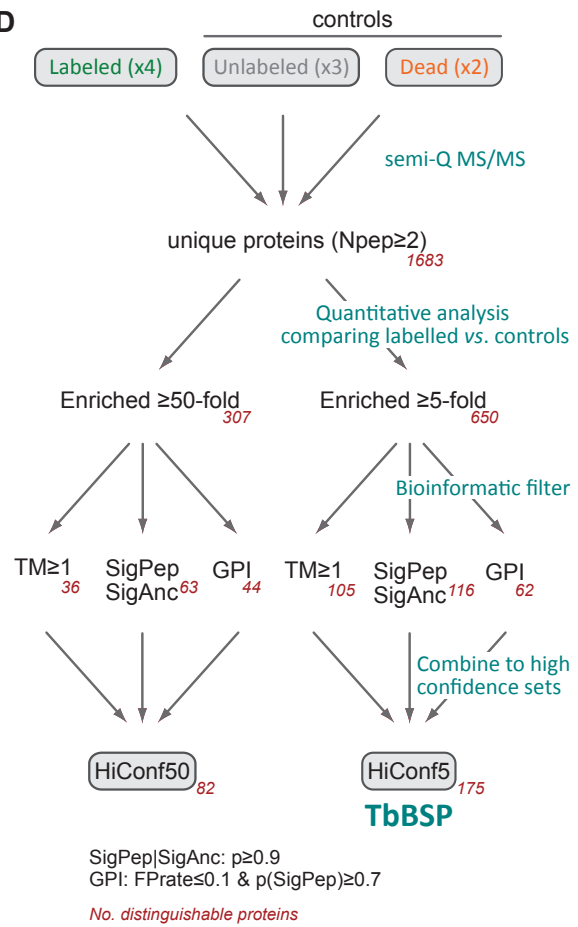 D
controls
Labeled (x4)
Unlabeled (x3)
Dead (x2)
semi-Q MS/MS
unique proteins (Npep≥2)
1683
Quantitative analysis
comparing labelled vs. controls
Enriched ≥50-fold
307
Enriched ≥5-fold
650
Bioinformatic filter
TM≥1
36
SigPep
SigAnc
63
GPI
44
TM≥1
105
SigPep
SigAnc
116
GPI
62
Combine to high
confidence sets
HiConf50
82
HiConf5
175
TbBSP
SigPep|SigAnc: p≥0.9
GPI: FPrate≤0.1 & p(SigPep)≥0.7
No. distinguishable proteins